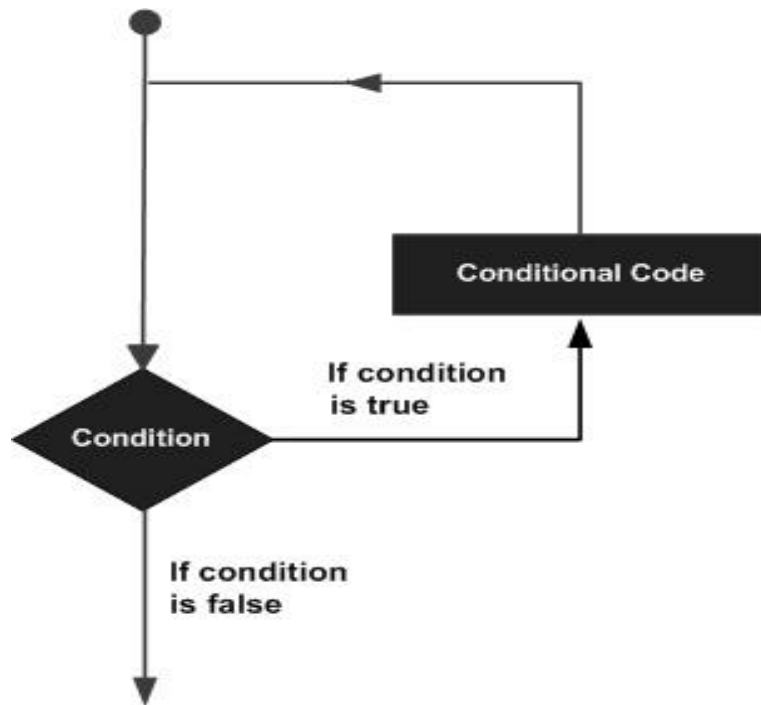 Conditional Code
If condition
is true
Condition
If condition
is false